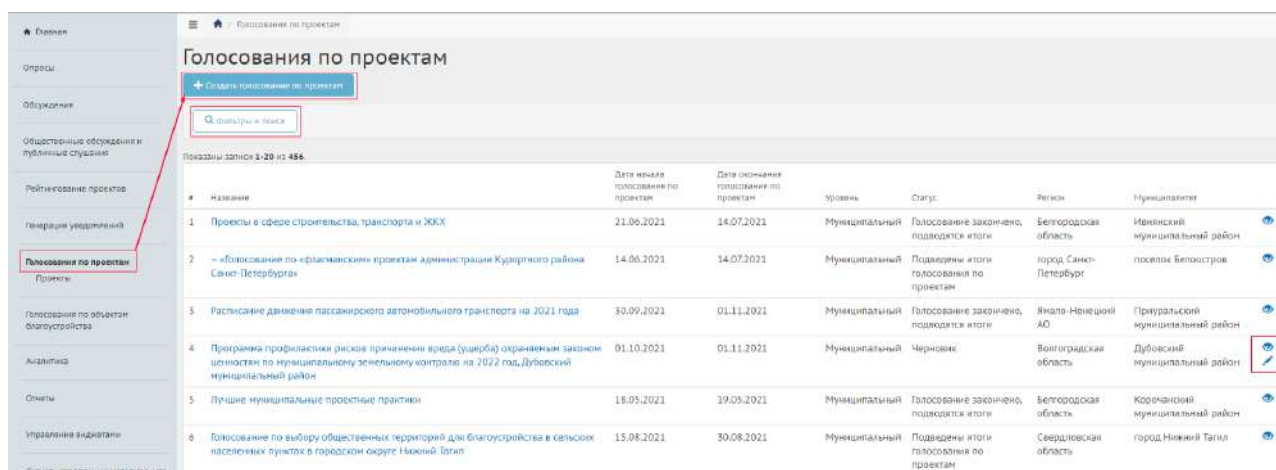 Главная
Опросы
Обсуждения
Общественные обсуждения и
публичные слушания
Рейтингование проектов
Генерация уведомлений
Голосования по проектам
Проекты
Голосования по объектам
благоустройства
Аналитика
Отчеты
Управление виджетами
/ Голосования по проектам
Голосования по проектам
+ Создать голосование по проектам
Фильтры и поиск
Показаны записи 1-20 из 456.
# Название Дата начала голосования по проектам Дата окончания голосования по проектам Уровень Статус Регион Муниципалитет
1 Проекты в сфере строительства, транспорта и ЖКХ 21.06.2021 14.07.2021 Муниципальный Голосование закончено, Белгородская Ивнянский
подводятся итоги область муниципальный район
2 – «Голосование по «флагманским» проектам администрации Курортного района 14.06.2021 14.07.2021 Муниципальный Подведены итоги город Санкт- поселок Белоостров
Санкт-Петербурга» голосования по Петербург
проектам
3 Расписание движения пассажирского автомобильного транспорта на 2021 года 30.09.2021 01.11.2021 Муниципальный Голосование закончено, Ямало-Ненецкий Приуральский
подводятся итоги АО муниципальный район
4 Программа профилактики рисков причинения вреда (ущерба) охраняемым законом 01.10.2021 01.11.2021 Муниципальный Черновик Волгоградская Дубовский
ценностям по муниципальному земельному контролю на 2022 год, Дубовский область муниципальный район
муниципальный район
5 Лучшие муниципальные проектные практики 18.05.2021 19.05.2021 Муниципальный Голосование закончено, Белгородская Корочанский
подводятся итоги область муниципальный район
6 Голосование по выбору общественных территорий для благоустройства в сельских 15.08.2021 30.08.2021 Муниципальный Подведены итоги Свердловская город Нижний Тагил
населенных пунктах в городском округе Нижний Тагил голосования по область
проектам